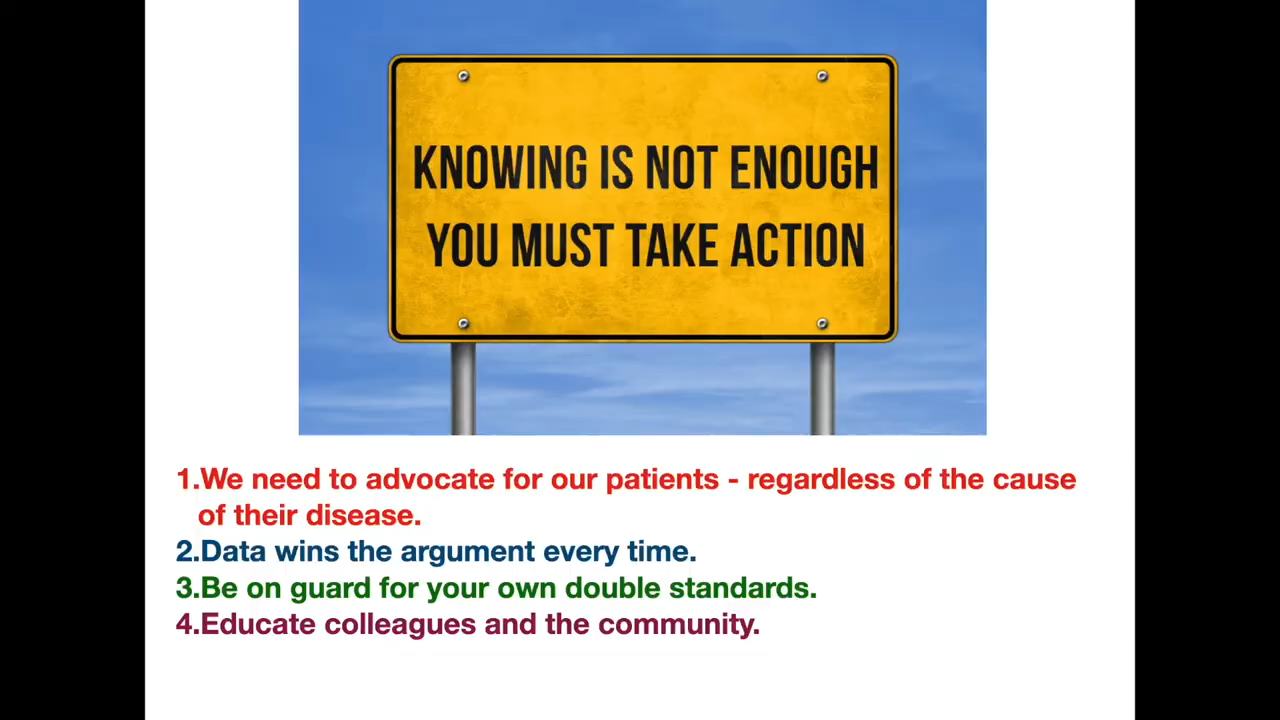 KNOWING IS NOT ENOUGH
YOU MUST TAKE ACTION
1.We need to advocate for our patients - regardless of the cause
of their disease.
2.Data wins the argument every time.
3.Be on guard for your own double standards.
4.Educate colleagues and the community.